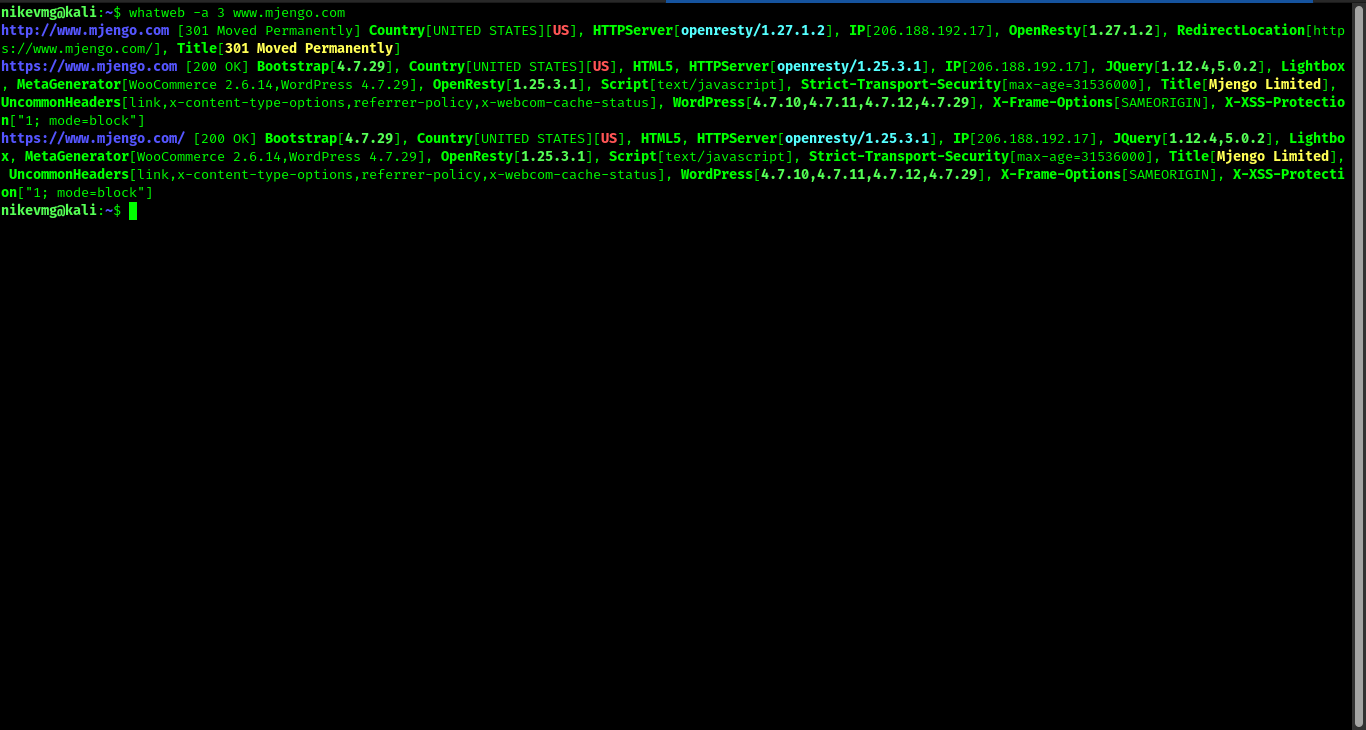 nikevmg@kali:~$ whatweb -a 3 www.mjengo.com
http://www.mjengo.com [301 Moved Permanently] Country[UNITED STATES][US], HTTPServer[openresty/1.27.1.2], IP[206.188.192.17], OpenResty[1.27.1.2], RedirectLocation[http
s://www.mjengo.com/], Title[301 Moved Permanently]
https://www.mjengo.com [200 OK] Bootstrap[4.7.29], Country[UNITED STATES][US], HTML5, HTTPServer[openresty/1.25.3.1], IP[206.188.192.17], JQuery[1.12.4,5.0.2], Lightbox
, MetaGenerator[WooCommerce 2.6.14,WordPress 4.7.29], OpenResty[1.25.3.1], Script[text/javascript], Strict-Transport-Security[max-age=31536000], Title[Mjengo Limited],
UncommonHeaders[link,x-content-type-options,referrer-policy,x-webcom-cache-status], WordPress[4.7.10,4.7.11,4.7.12,4.7.29], X-Frame-Options[SAMEORIGIN], X-XSS-Protectio
n["1; mode=block"]
https://www.mjengo.com/ [200 OK] Bootstrap[4.7.29], Country[UNITED STATES][US], HTML5, HTTPServer[openresty/1.25.3.1], IP[206.188.192.17], JQuery[1.12.4,5.0.2], Lightbo
x, MetaGenerator[WooCommerce 2.6.14,WordPress 4.7.29], OpenResty[1.25.3.1], Script[text/javascript], Strict-Transport-Security[max-age=31536000], Title[Mjengo Limited],
 UncommonHeaders[link,x-content-type-options,referrer-policy,x-webcom-cache-status], WordPress[4.7.10,4.7.11,4.7.12,4.7.29], X-Frame-Options[SAMEORIGIN], X-XSS-Protecti
on["1; mode=block"]
nikevmg@kali:~$